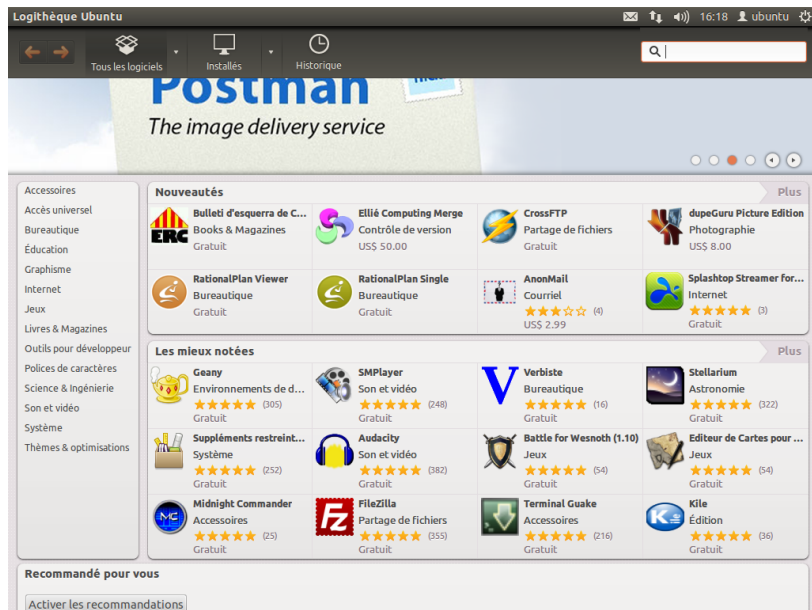 Logithèque Ubuntu
16:18 ubuntu
Tous les logiciels
Installés
Historique
Postman
The image delivery service
Accessoires
Accès universel
Bureautique
Éducation
Graphisme
Internet
Jeux
Livres & Magazines
Outils pour développeur
Polices de caractères
Science & Ingénierie
Son et vidéo
Système
Thèmes & optimisations
Nouveautés
Plus
Bulleti d'esquerra de C...
Books & Magazines
Gratuit
ERC
Ellié Computing Merge
Contrôle de version
US$ 50.00
CrossFTP
Partage de fichiers
Gratuit
dupeGuru Picture Edition
Photographie
US$ 8.00
RationalPlan Viewer
Bureautique
Gratuit
RationalPlan Single
Bureautique
Gratuit
AnonMail
Courriel
(4)
US$ 2.99
Splashtop Streamer for...
Internet
(3)
Gratuit
Les mieux notées
Plus
Geany
Environnements de d...
(305)
Gratuit
SMPlayer
Son et vidéo
(248)
Gratuit
V
Verbiste
Bureautique
(16)
Gratuit
Stellarium
Astronomie
(322)
Gratuit
Suppléments restreint...
Système
(252)
Gratuit
Audacity
Son et vidéo
(382)
Gratuit
Battle for Wesnoth (1.10)
Jeux
(54)
Gratuit
Editeur de Cartes pour ...
Jeux
(54)
Gratuit
MC
Midnight Commander
Accessoires
(25)
Gratuit
Fz
FileZilla
Partage de fichiers
(355)
Gratuit
Terminal Guake
Accessoires
(216)
Gratuit
K
Kile
Édition
(36)
Gratuit
Recommandé pour vous
Activer les recommandations